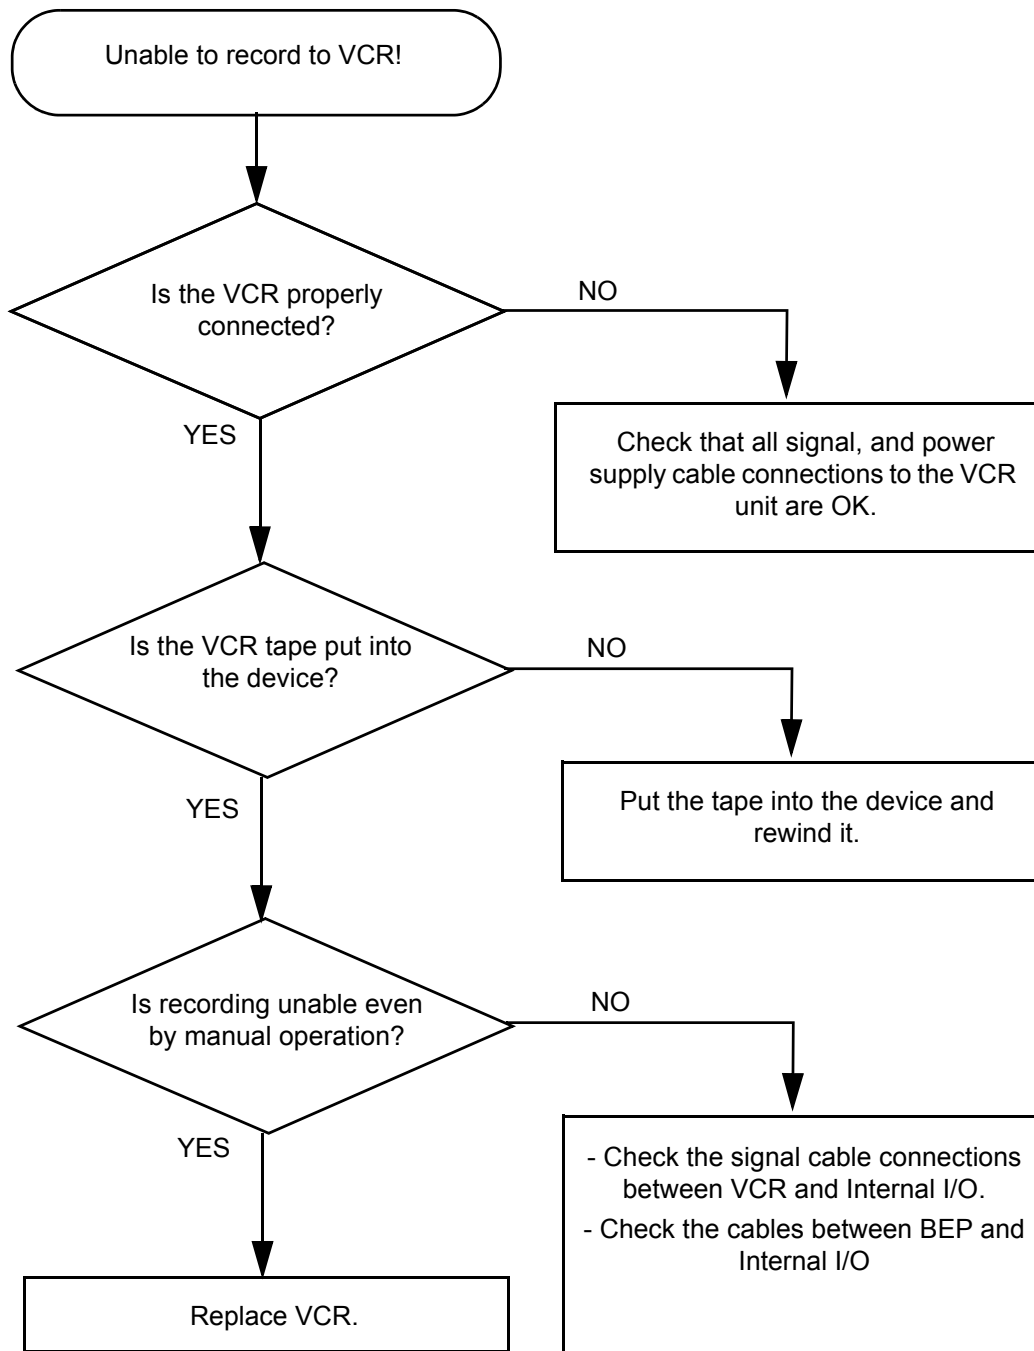 Unable to record to VCR!
Is the VCR properly
connected?
NO
Check that all signal, and power
supply cable connections to the VCR
unit are OK.
YES
Is the VCR tape put into
the device?
NO
Put the tape into the device and
rewind it.
YES
Is recording unable even
by manual operation?
NO
- Check the signal cable connections
between VCR and Internal I/O.
- Check the cables between BEP and
Internal I/O
YES
Replace VCR.